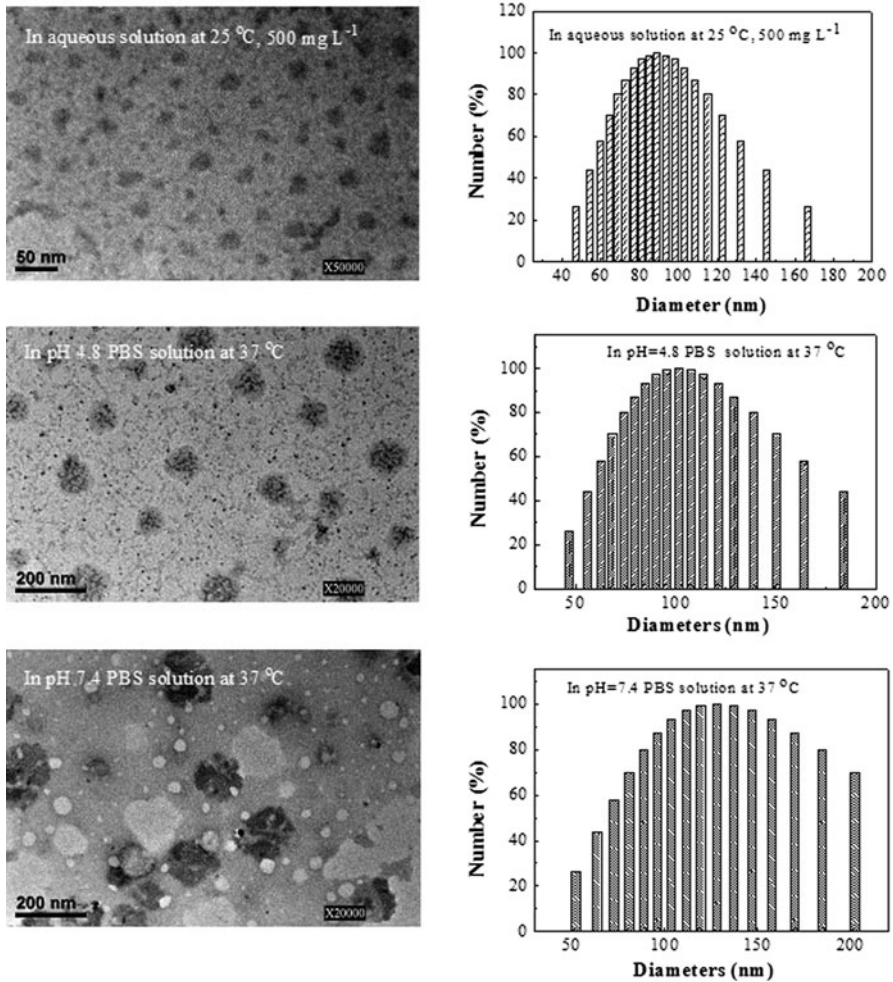 In aqueous solution at 25 °C, 500 mg L⁻¹
50 nm
X50000
In aqueous solution at 25 °C, 500 mg L⁻¹
Number (%)
120
100
80
60
40
20
0
40 60 80 100 120 140 160 180 200
Diameter (nm)
In pH 4.8 PBS solution at 37 °C
200 nm
X20000
In pH=4.8 PBS solution at 37 °C
Number (%)
100
80
60
40
20
0
50 100 150 200
Diameters (nm)
In pH 7.4 PBS solution at 37 °C
200 nm
X20000
In pH=7.4 PBS solution at 37 °C
Number (%)
100
80
60
40
20
0
50 100 150 200
Diameters (nm)